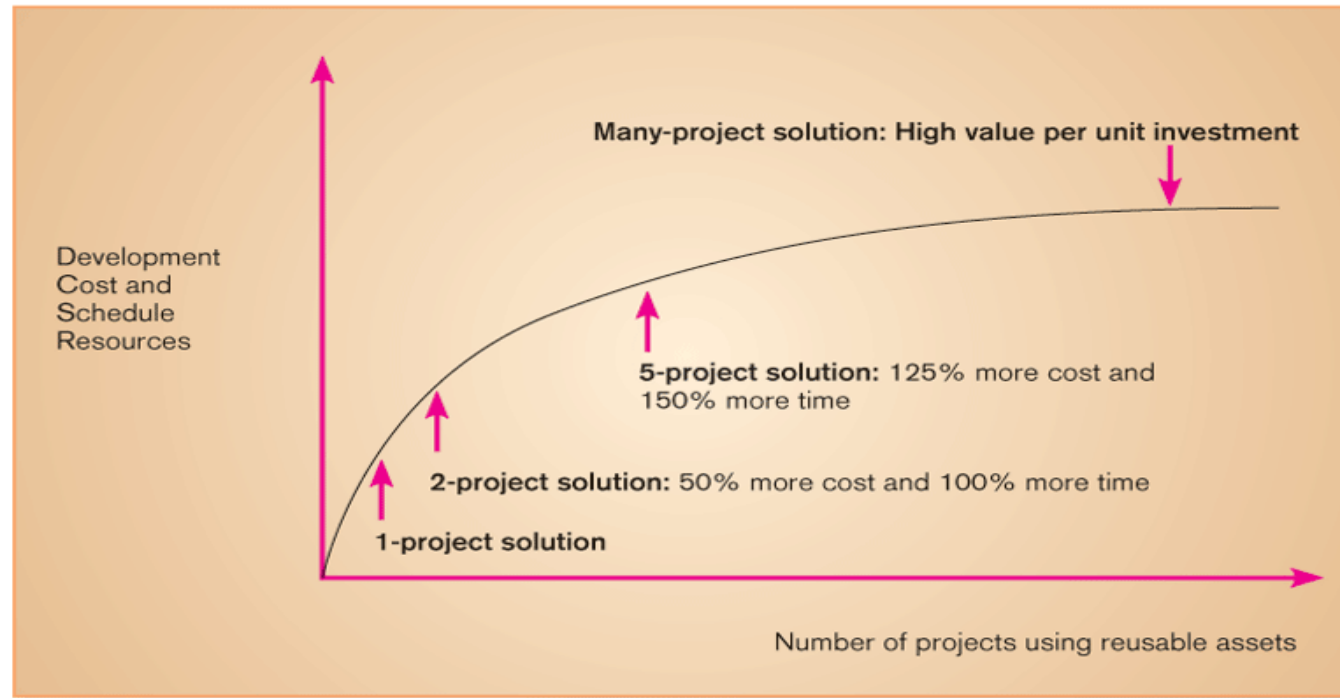 Many-project solution: High value per unit investment
Development
Cost and
Schedule
Resources
5-project solution: 125% more cost and
150% more time
2-project solution: 50% more cost and 100% more time
1-project solution
Number of projects using reusable assets